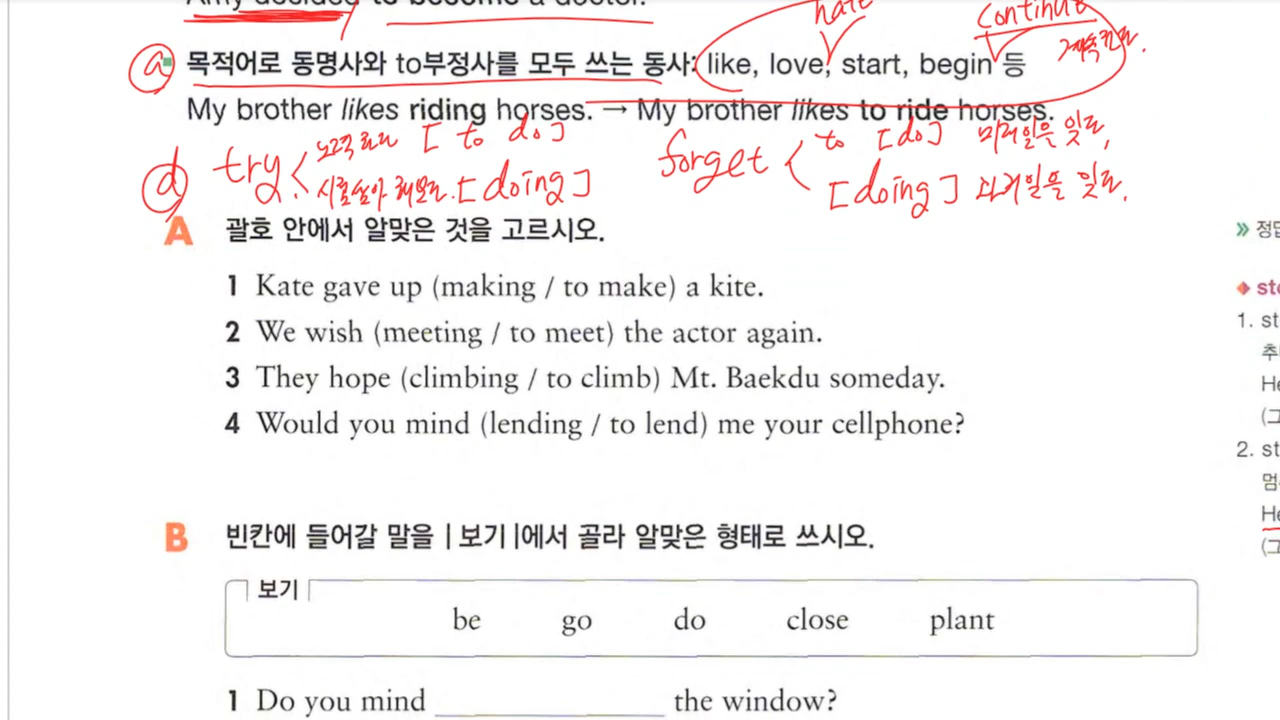 Amy decided to become a doctor.
hate
continue
계속하다.
ⓐ 목적어로 동명사와 to부정사를 모두 쓰는 동사: like, love, start, begin 등
My brother likes riding horses. → My brother likes to ride horses.
ⓓ try < 노력하다 [to do]
시험삼아 해보다. [doing]
forget < to [do] 미래일을 잊다,
[doing] 과거일을 잊다.
A 괄호 안에서 알맞은 것을 고르시오.
» 정답
1 Kate gave up (making / to make) a kite.
2 We wish (meeting / to meet) the actor again.
3 They hope (climbing / to climb) Mt. Baekdu someday.
4 Would you mind (lending / to lend) me your cellphone?
1. st
He
(그
2. st
멈추
He
(그
B 빈칸에 들어갈 말을 | 보기 |에서 골라 알맞은 형태로 쓰시오.
보기
be go do close plant
1 Do you mind ____________ the window?